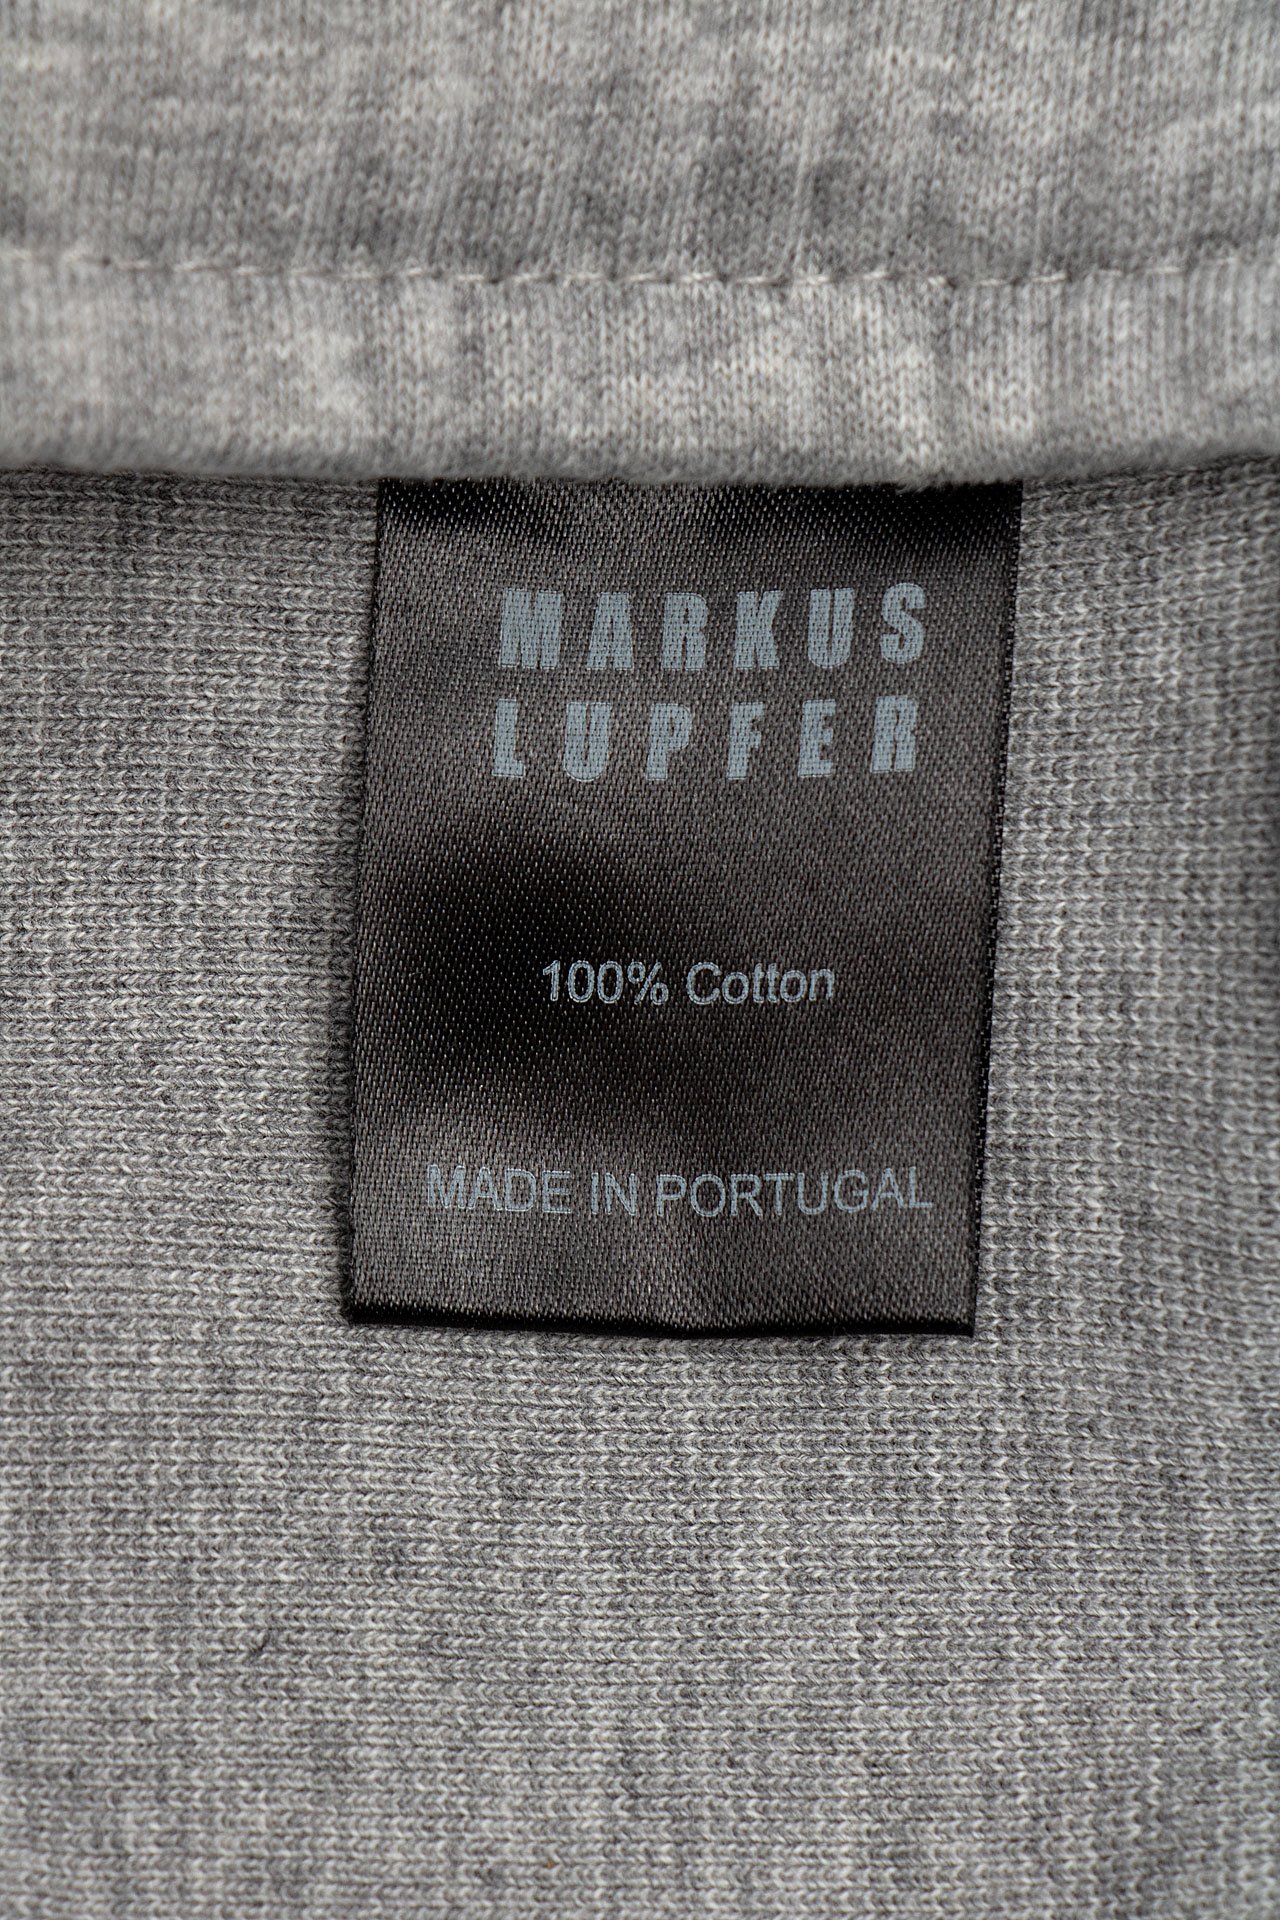 MARKUS
LUPFER
100% Cotton
MADE IN PORTUGAL